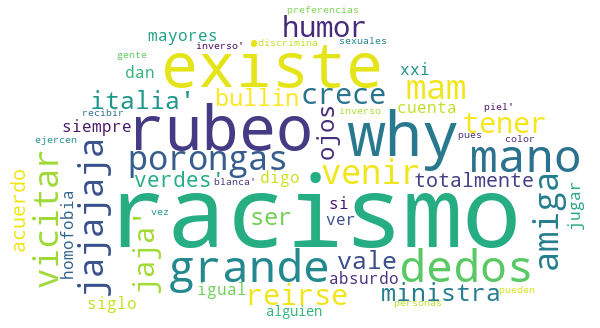 preferencias
humor
mayores
inverso'
discrimina
sexuales
gente
existe
dan
xxi
mam
crece
italia'
bullin
cuenta
piel'
recibir
siempre
rubeo
ojos
inverso
why
tener
color
ejercen
pues
mano
acuerdo
vicitar
homofobia
jajajaja
porongas
venir
totalmente
verdes'
digo
blanca'
amiga
jugar
jaja'
vez
racismo
ser
si
ver
grande
vale
dedos
absurdo
igual
reirse
ministra
pueden
siglo
alguien
personas